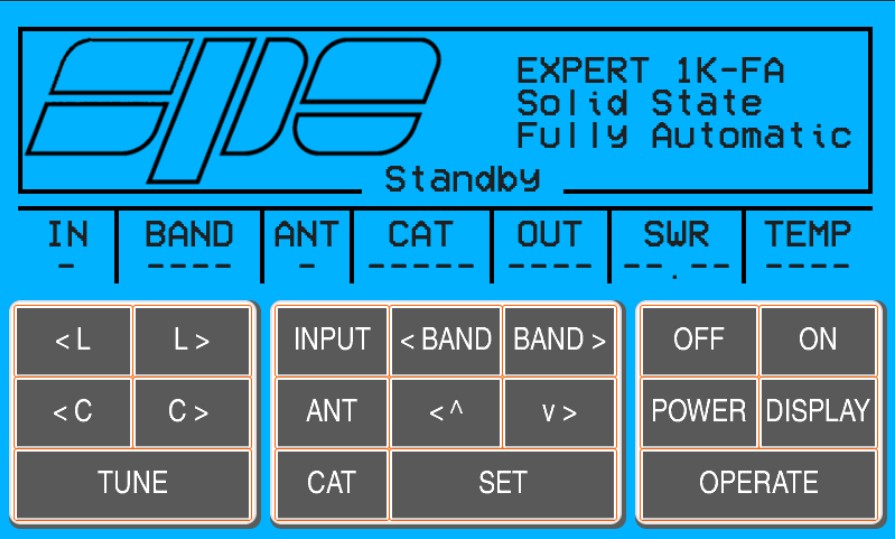 spe
EXPERT 1K-FA
Solid State
Fully Automatic
Standby
IN BAND ANT CAT OUT SWR TEMP
- ---- - ----- ---- --.-- ----
< L L > INPUT < BAND BAND > OFF ON
< C C > ANT < ^ v > POWER DISPLAY
TUNE CAT SET OPERATE